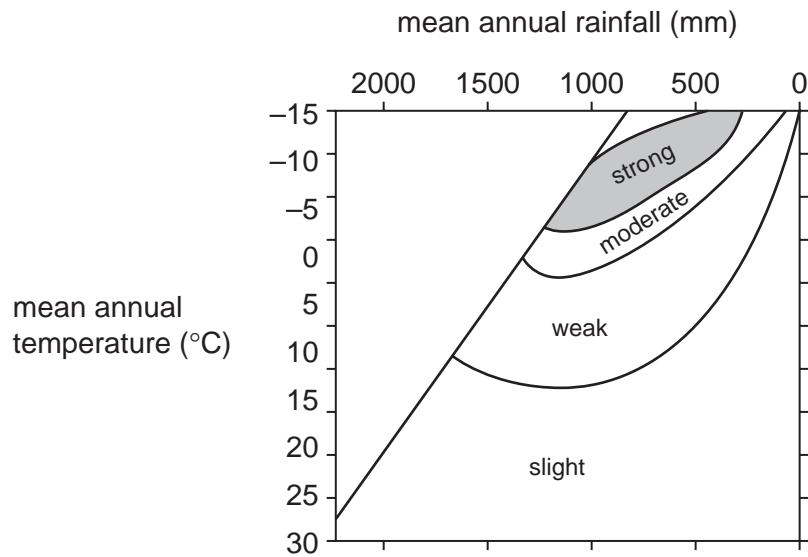 mean annual rainfall (mm)
2000 1500 1000 500 0
–15
–10
–5
0
5
10
15
20
25
30
mean annual
temperature (°C)
strong
moderate
weak
slight